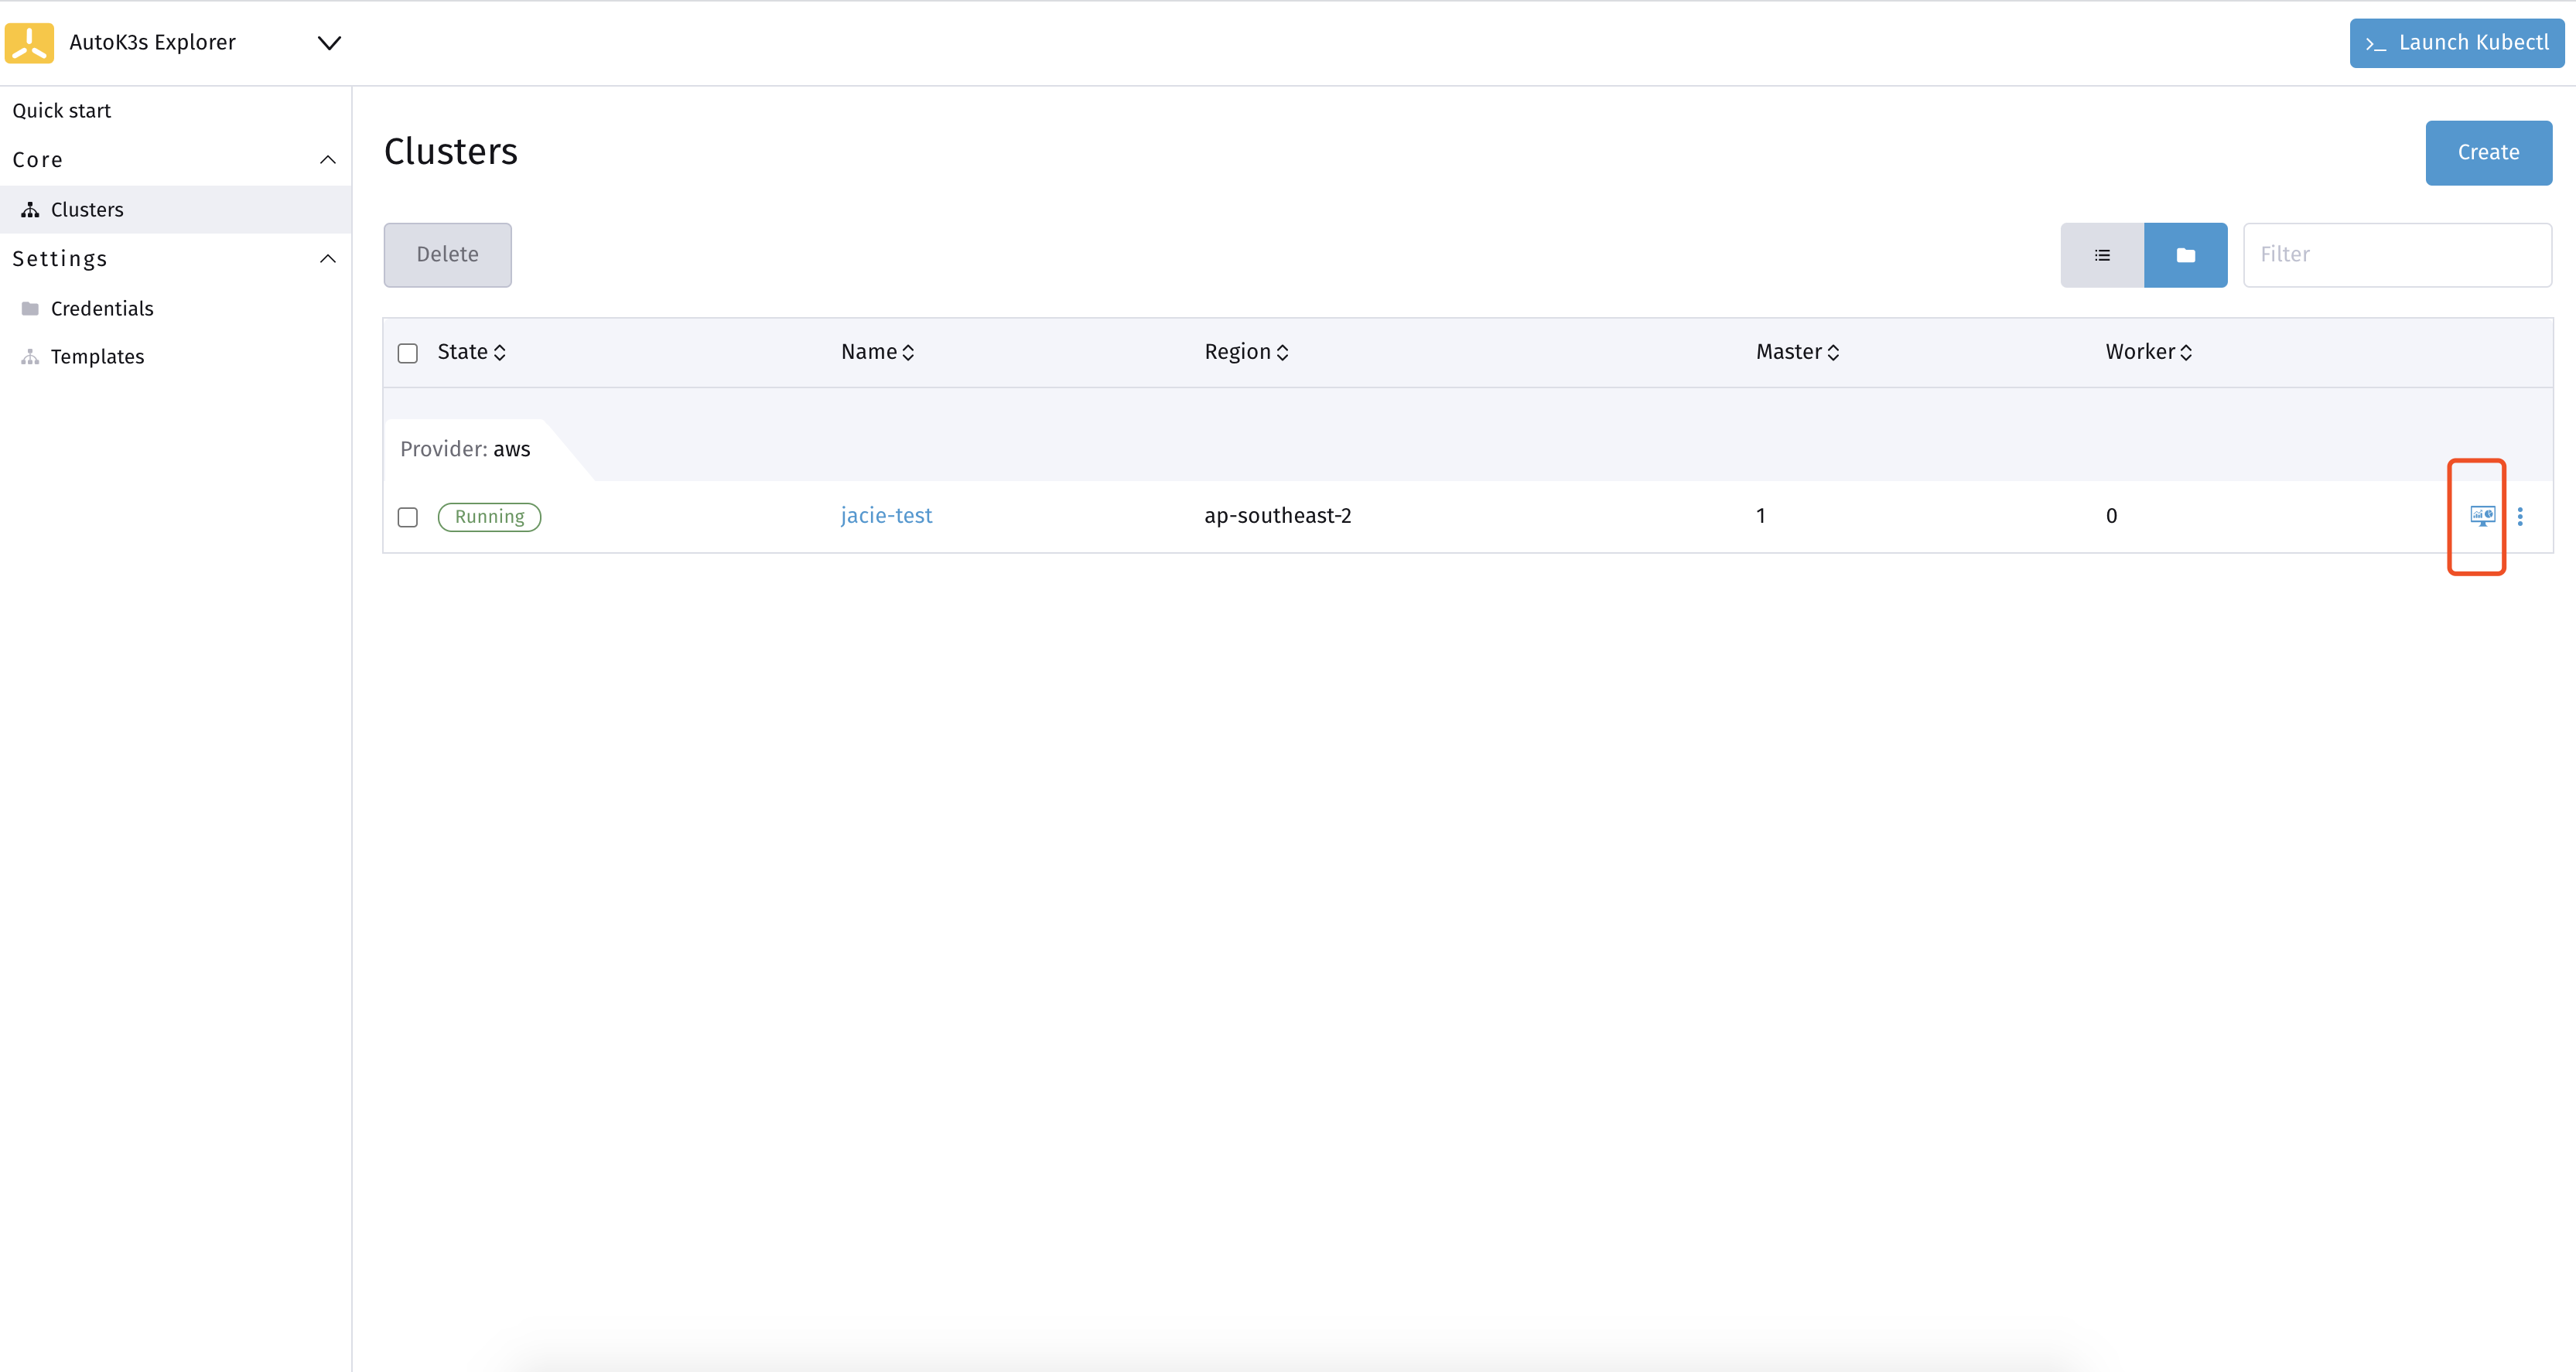 AutoK3s Explorer
>_ Launch Kubectl
Quick start
Core
Clusters
Settings
Credentials
Templates
Clusters
Create
Delete
Filter
State Name Region Master Worker
Provider: aws
Running jacie-test ap-southeast-2 1 0